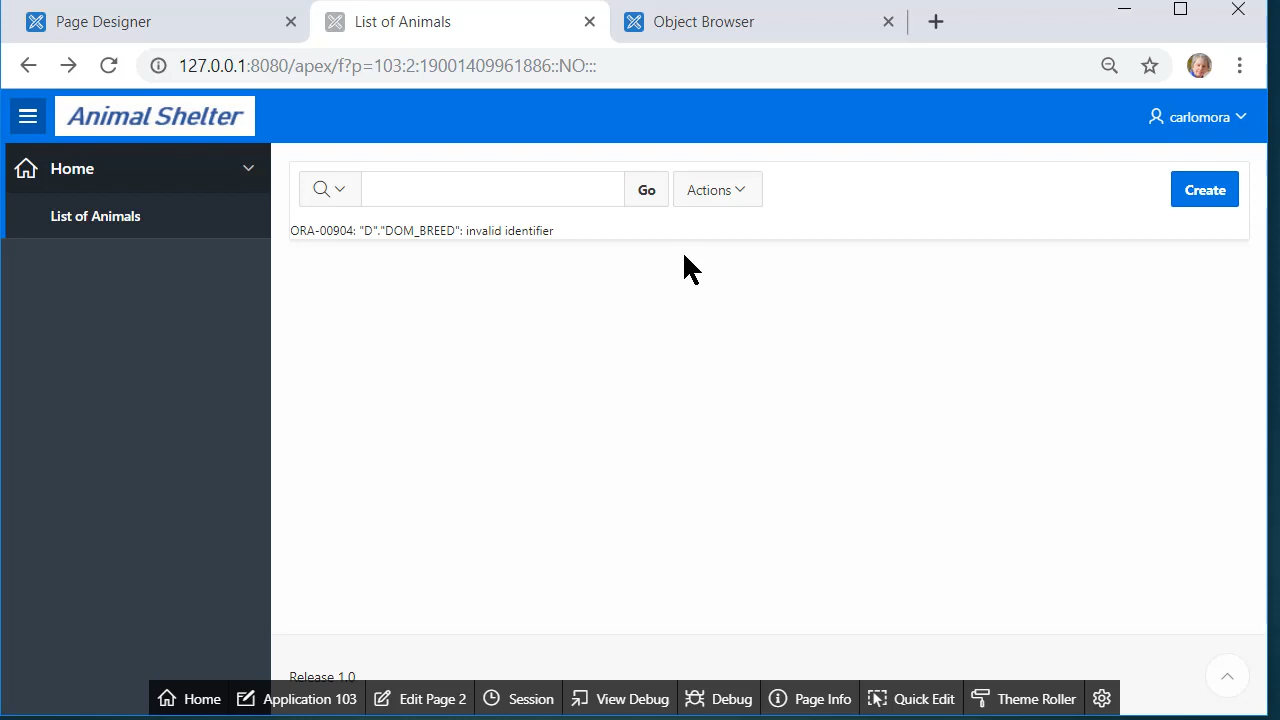 Page Designer
List of Animals
Object Browser
127.0.0.1:8080/apex/f?p=103:2:19001409961886::NO:::
Animal Shelter
carlomora
Home
List of Animals
Go
Actions
Create
ORA-00904: "D"."DOM_BREED": invalid identifier
Release 1.0
Home
Application 103
Edit Page 2
Session
View Debug
Debug
Page Info
Quick Edit
Theme Roller